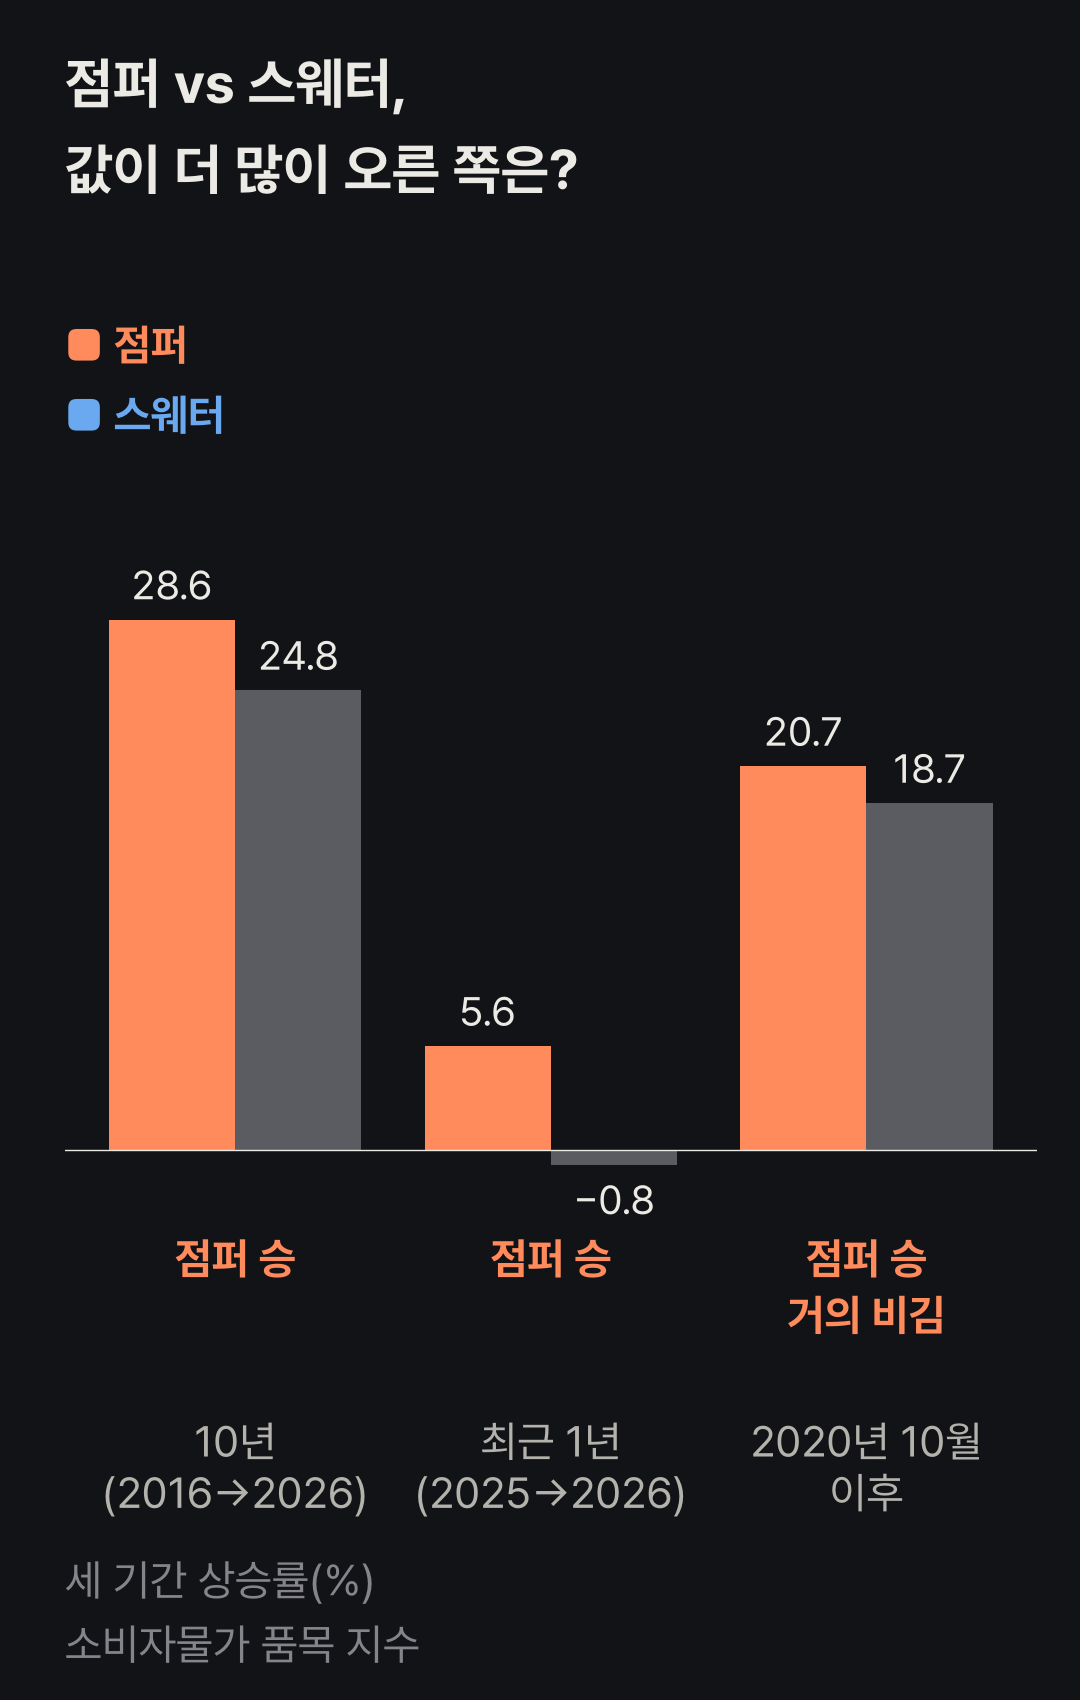 점퍼 vs 스웨터,
값이 더 많이 오른 쪽은?
점퍼
스웨터
28.6
24.8
5.6
−0.8
20.7
18.7
점퍼 승
점퍼 승
점퍼 승
거의 비김
10년
(2016→2026)
최근 1년
(2025→2026)
2020년 10월
이후
세 기간 상승률(%)
소비자물가 품목 지수